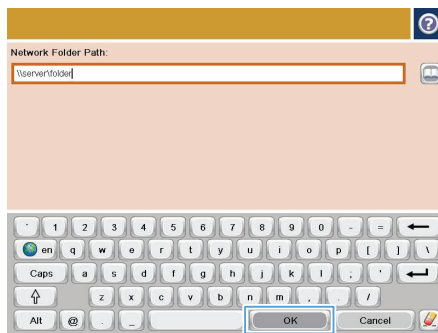 ?
Network Folder Path:
\\server\folder
` 1 2 3 4 5 6 7 8 9 0 - =
en q w e r t y u i o p [ ] \
Caps a s d f g h j k l ; '
z x c v b n m , . /
Alt @ . _ OK Cancel